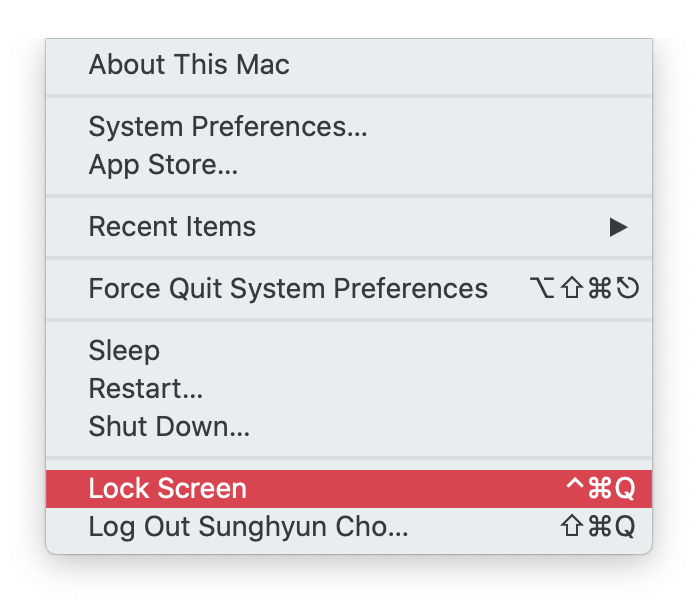 About This Mac
System Preferences...
App Store...
Recent Items ▶
Force Quit System Preferences ⌥⇧⌘⎋
Sleep
Restart...
Shut Down...
Lock Screen ^⌘Q
Log Out Sunghyun Cho... ⇧⌘Q